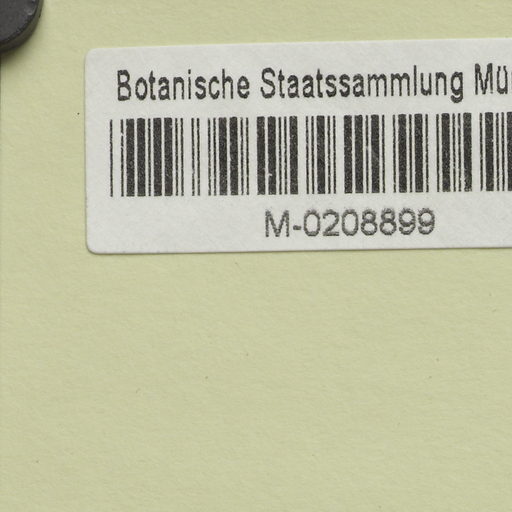 Botanische Staatssammlung Mü
M-0208899